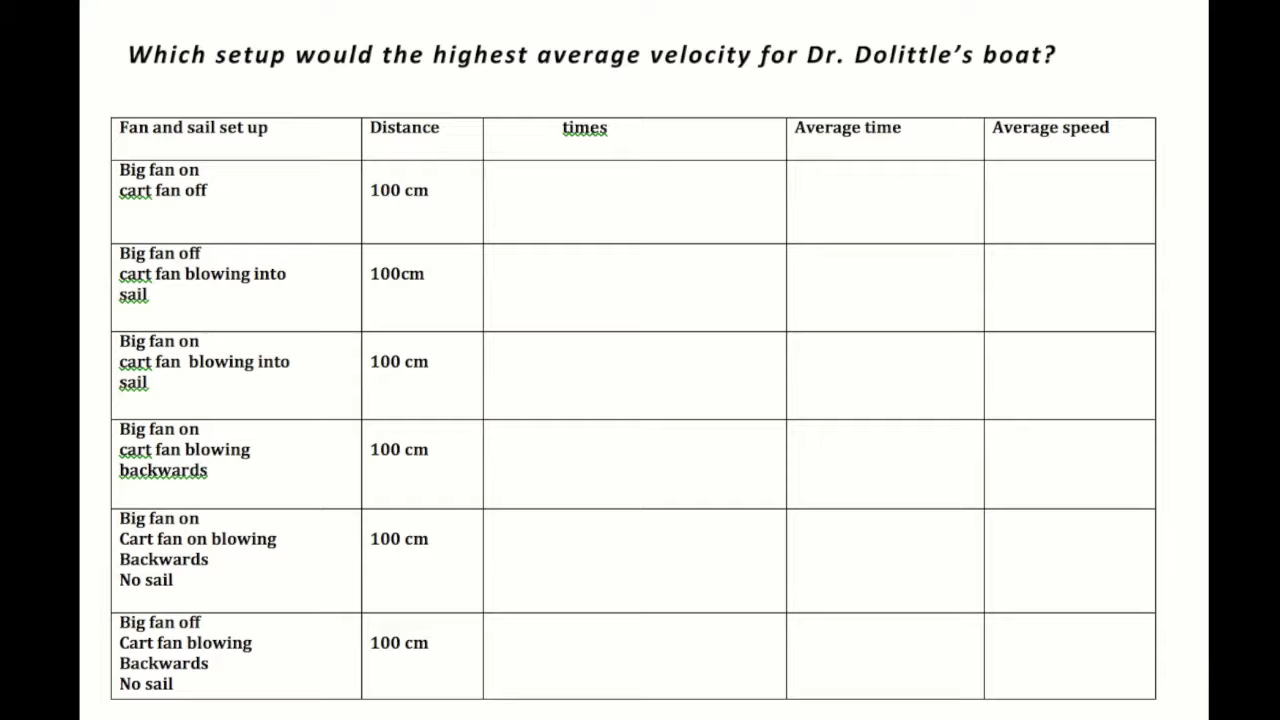 Which setup would the highest average velocity for Dr. Dolittle's boat?
Fan and sail set up Distance times Average time Average speed
Big fan on
cart fan off 100 cm
Big fan off
cart fan blowing into 100cm
sail
Big fan on
cart fan blowing into 100 cm
sail
Big fan on
cart fan blowing 100 cm
backwards
Big fan on
Cart fan on blowing 100 cm
Backwards
No sail
Big fan off
Cart fan blowing 100 cm
Backwards
No sail